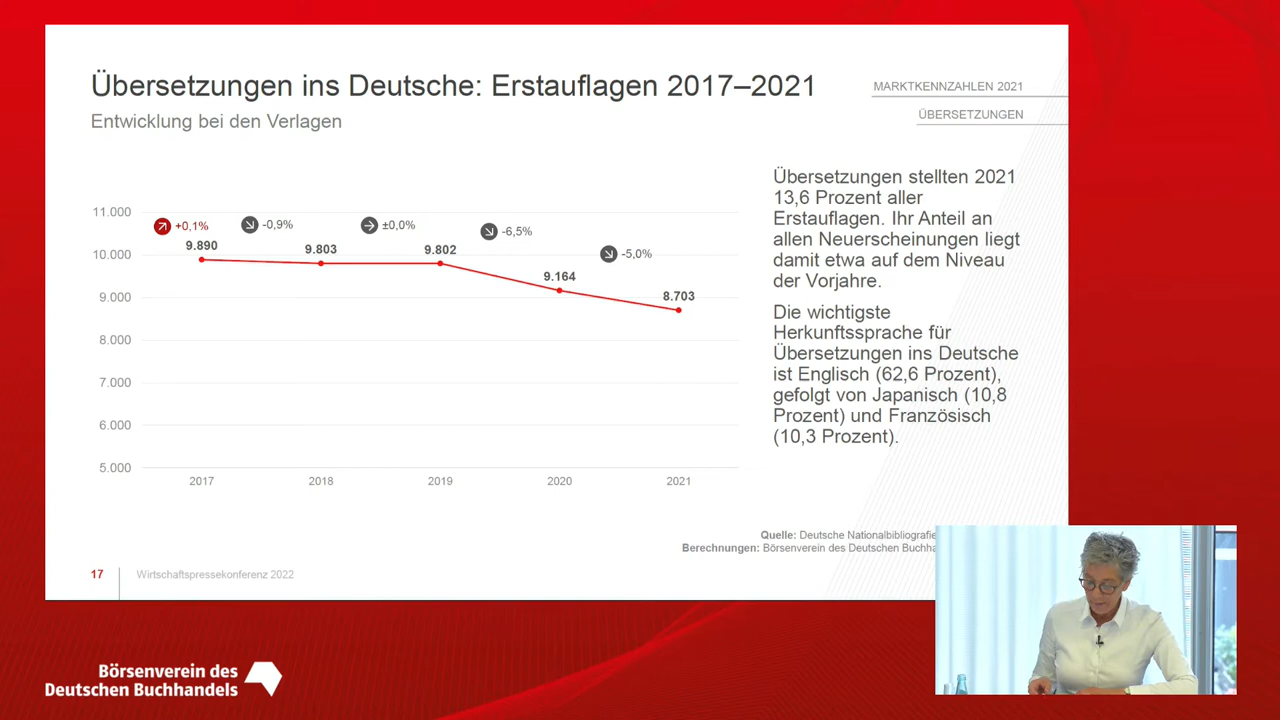 Übersetzungen ins Deutsche: Erstauflagen 2017–2021
Entwicklung bei den Verlagen
MARKTKENNZAHLEN 2021
ÜBERSETZUNGEN
11.000
10.000
9.000
8.000
7.000
6.000
5.000
+0,1%
-0,9%
±0,0%
-6,5%
-5,0%
9.890
9.803
9.802
9.164
8.703
2017
2018
2019
2020
2021
Übersetzungen stellten 2021
13,6 Prozent aller
Erstauflagen. Ihr Anteil an
allen Neuerscheinungen liegt
damit etwa auf dem Niveau
der Vorjahre.
Die wichtigste
Herkunftssprache für
Übersetzungen ins Deutsche
ist Englisch (62,6 Prozent),
gefolgt von Japanisch (10,8
Prozent) und Französisch
(10,3 Prozent).
Quelle: Deutsche Nationalbibliografie
Berechnungen: Börsenverein des Deutschen Buchha
17
Wirtschaftspressekonferenz 2022
Börsenverein des
Deutschen Buchhandels